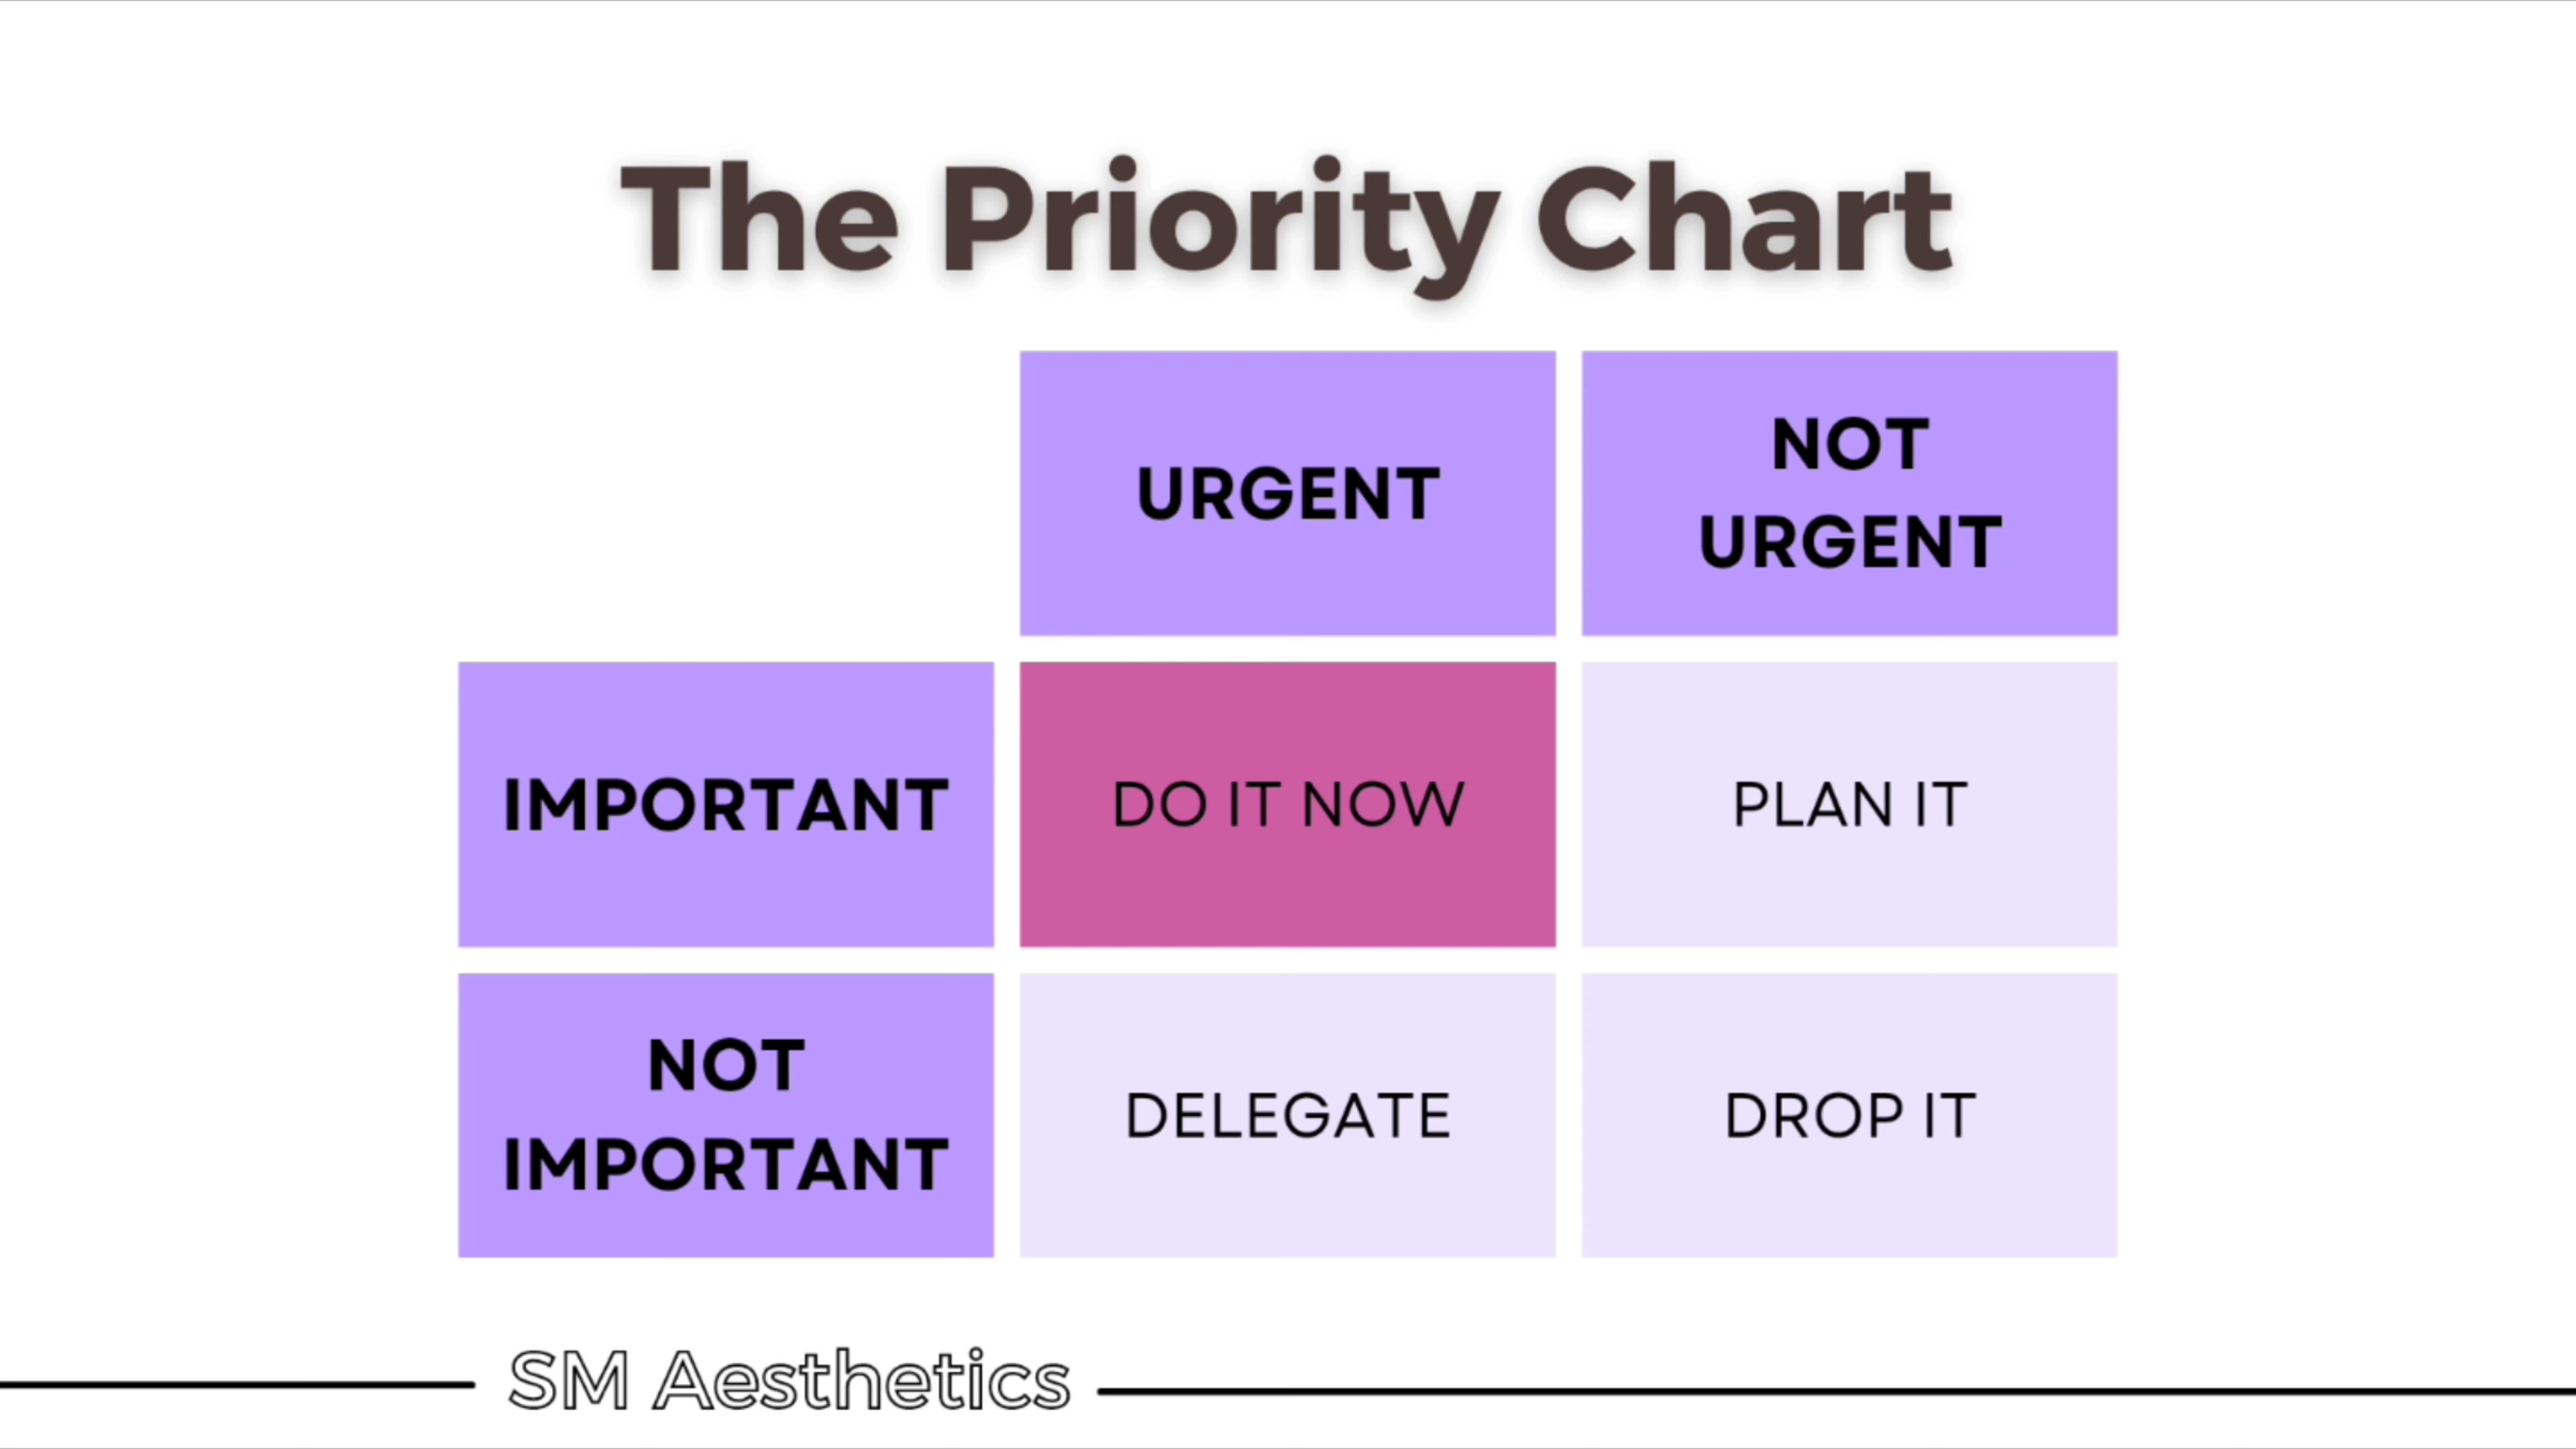 The Priority Chart
URGENT
NOT
URGENT
IMPORTANT
DO IT NOW
PLAN IT
NOT
IMPORTANT
DELEGATE
DROP IT
SM Aesthetics